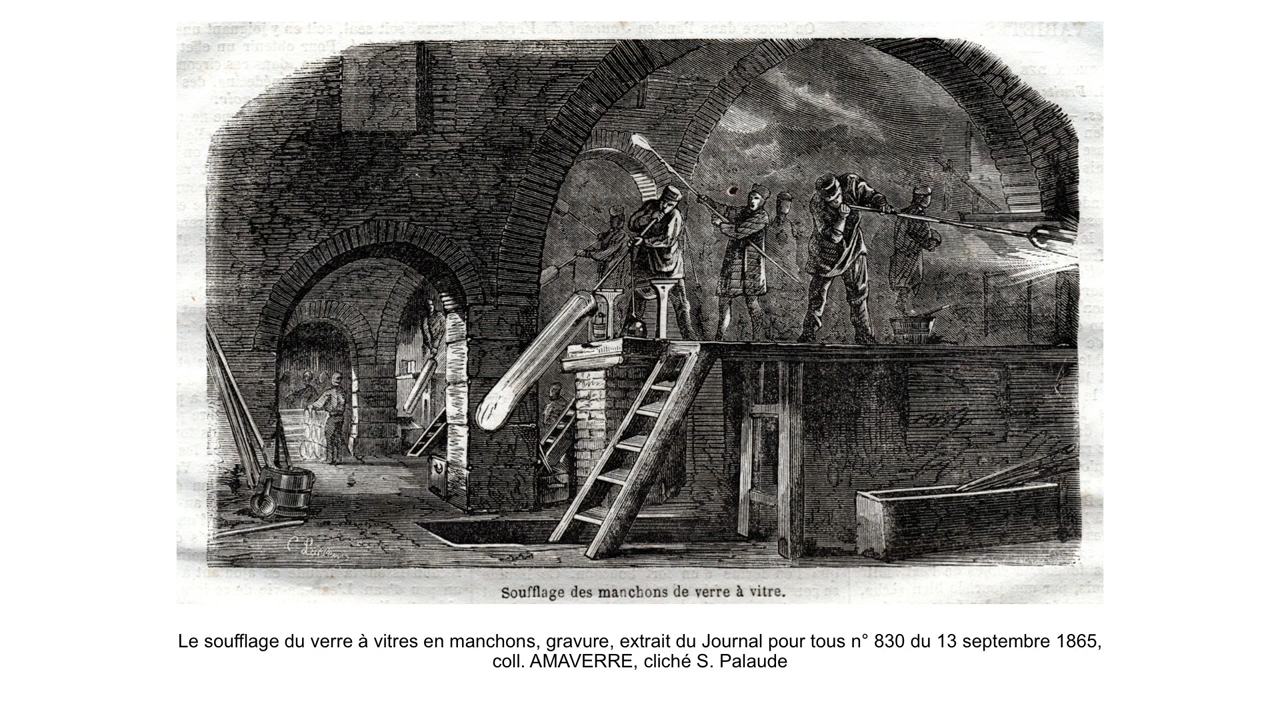 Soufflage des manchons de verre à vitre.
Le soufflage du verre à vitres en manchons, gravure, extrait du Journal pour tous n° 830 du 13 septembre 1865,
coll. AMAVERRE, cliché S. Palaude